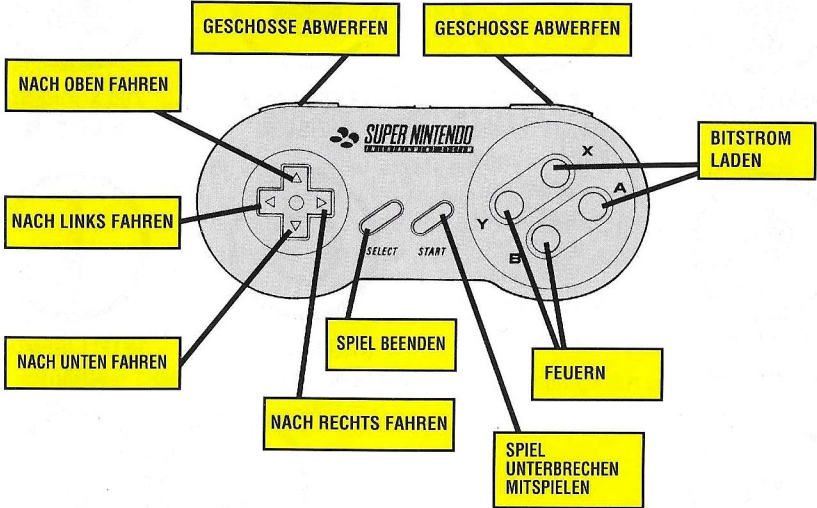 GESCHOSSE ABWERFEN
GESCHOSSE ABWERFEN
NACH OBEN FAHREN
BITSTROM
LADEN
SUPER NINTENDO
ENTERTAINMENT SYSTEM
X
A
Y
B
NACH LINKS FAHREN
SELECT
START
NACH UNTEN FAHREN
SPIEL BEENDEN
FEUERN
NACH RECHTS FAHREN
SPIEL
UNTERBRECHEN
MITSPIELEN